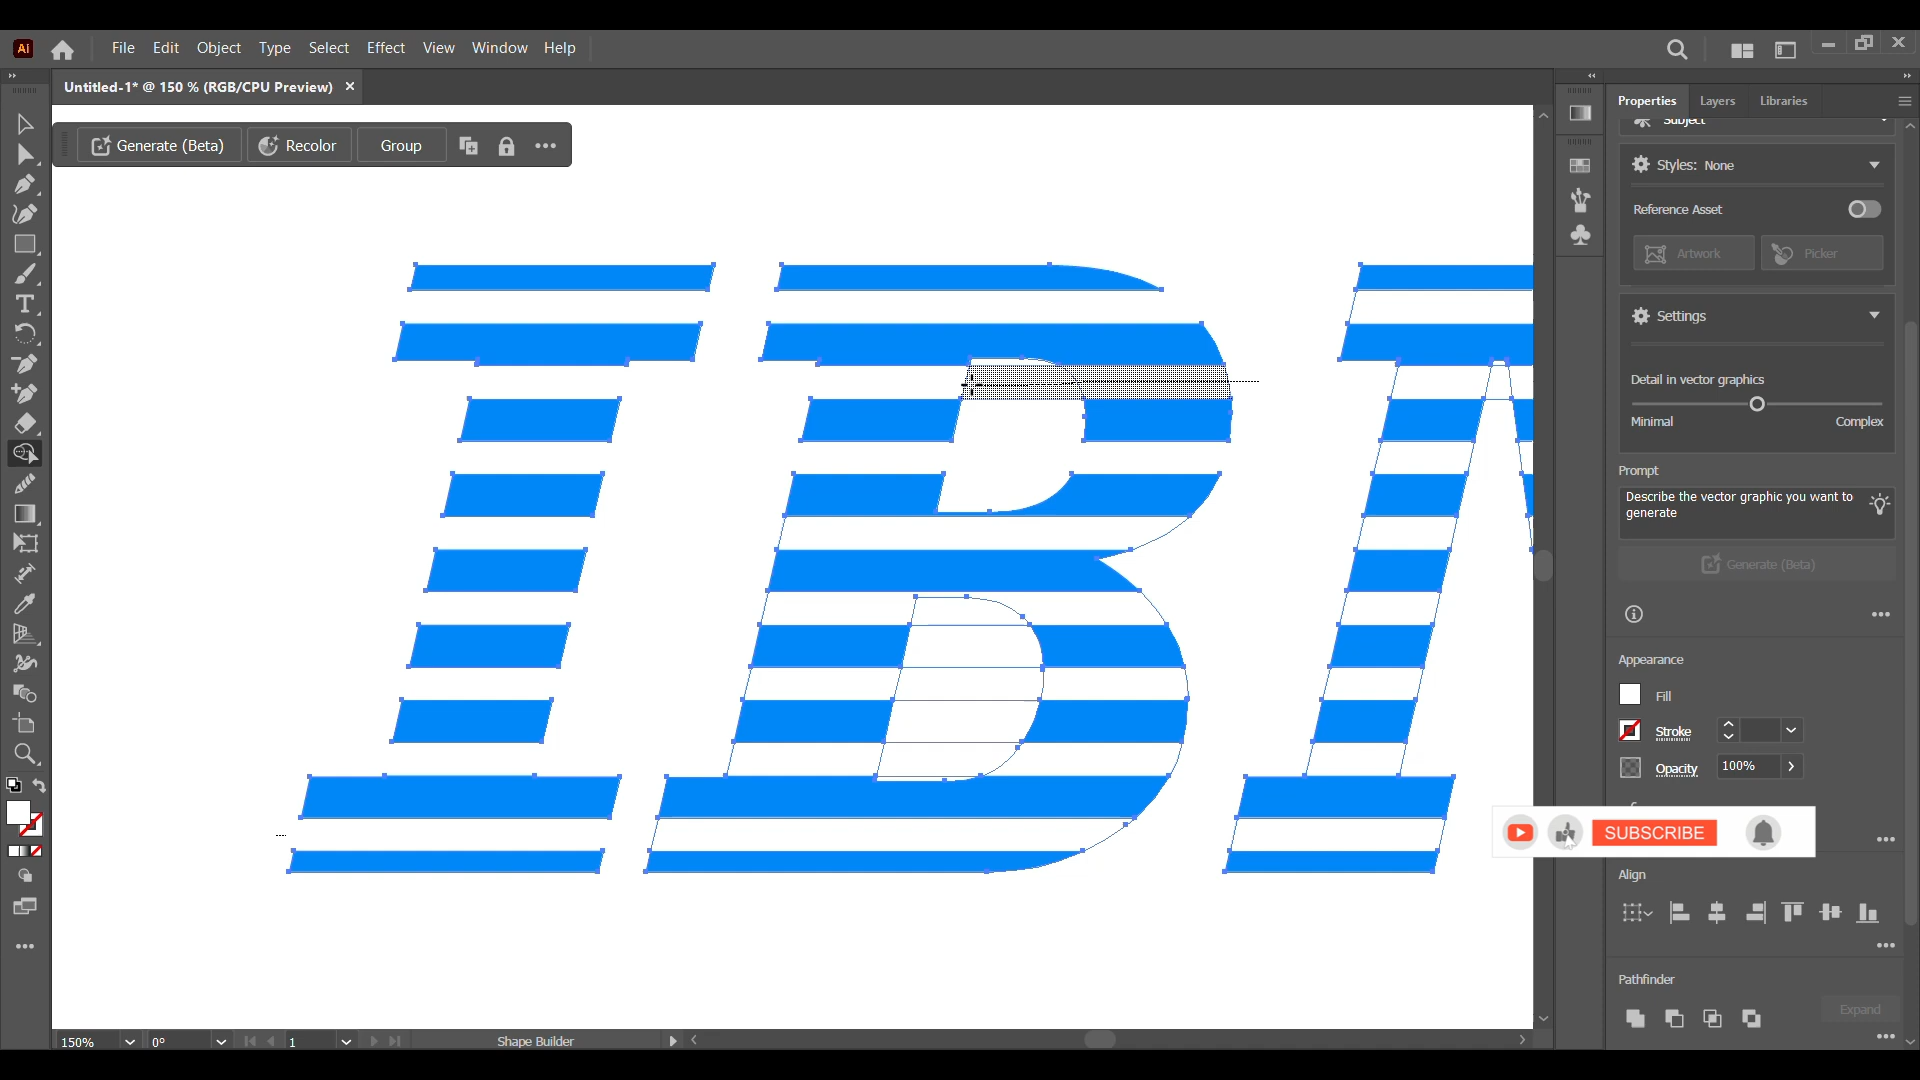 Ai File Edit Object Type Select Effect View Window Help
Untitled-1* @ 150 % (RGB/CPU Preview)
Generate (Beta) Recolor Group
Properties Layers Libraries
Subject
Styles: None
Reference Asset
Artwork Picker
Settings
Detail in vector graphics
Minimal Complex
Prompt
Describe the vector graphic you want to
generate
Generate (Beta)
Appearance
Fill
Stroke
Opacity 100%
SUBSCRIBE
Align
Pathfinder
Expand
IBM
150% 0° 1 Shape Builder